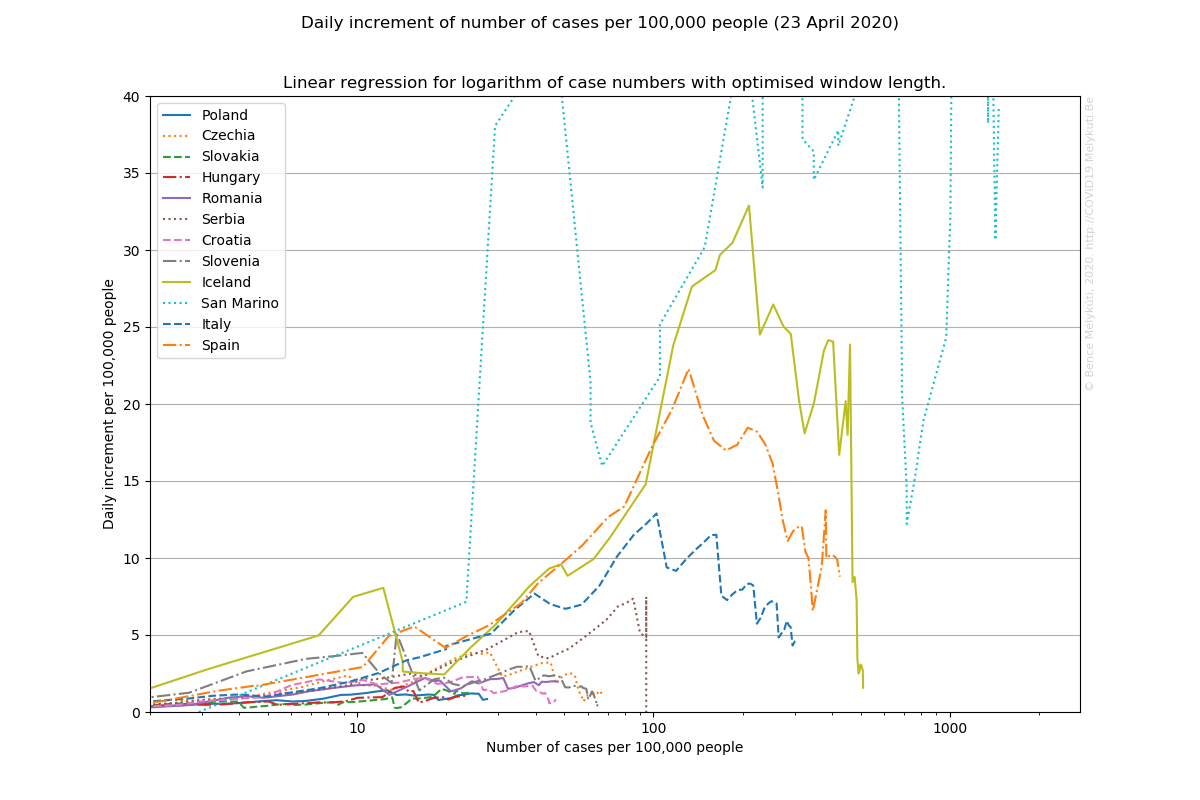 Daily increment of number of cases per 100,000 people (23 April 2020)
Linear regression for logarithm of case numbers with optimised window length.
40
35
30
25
20
15
10
5
0
Daily increment per 100,000 people
Poland
Czechia
Slovakia
Hungary
Romania
Serbia
Croatia
Slovenia
Iceland
San Marino
Italy
Spain
10
100
1000
Number of cases per 100,000 people
© Bence Melykuti, 2020. http://COVID19.Melykuti.Be